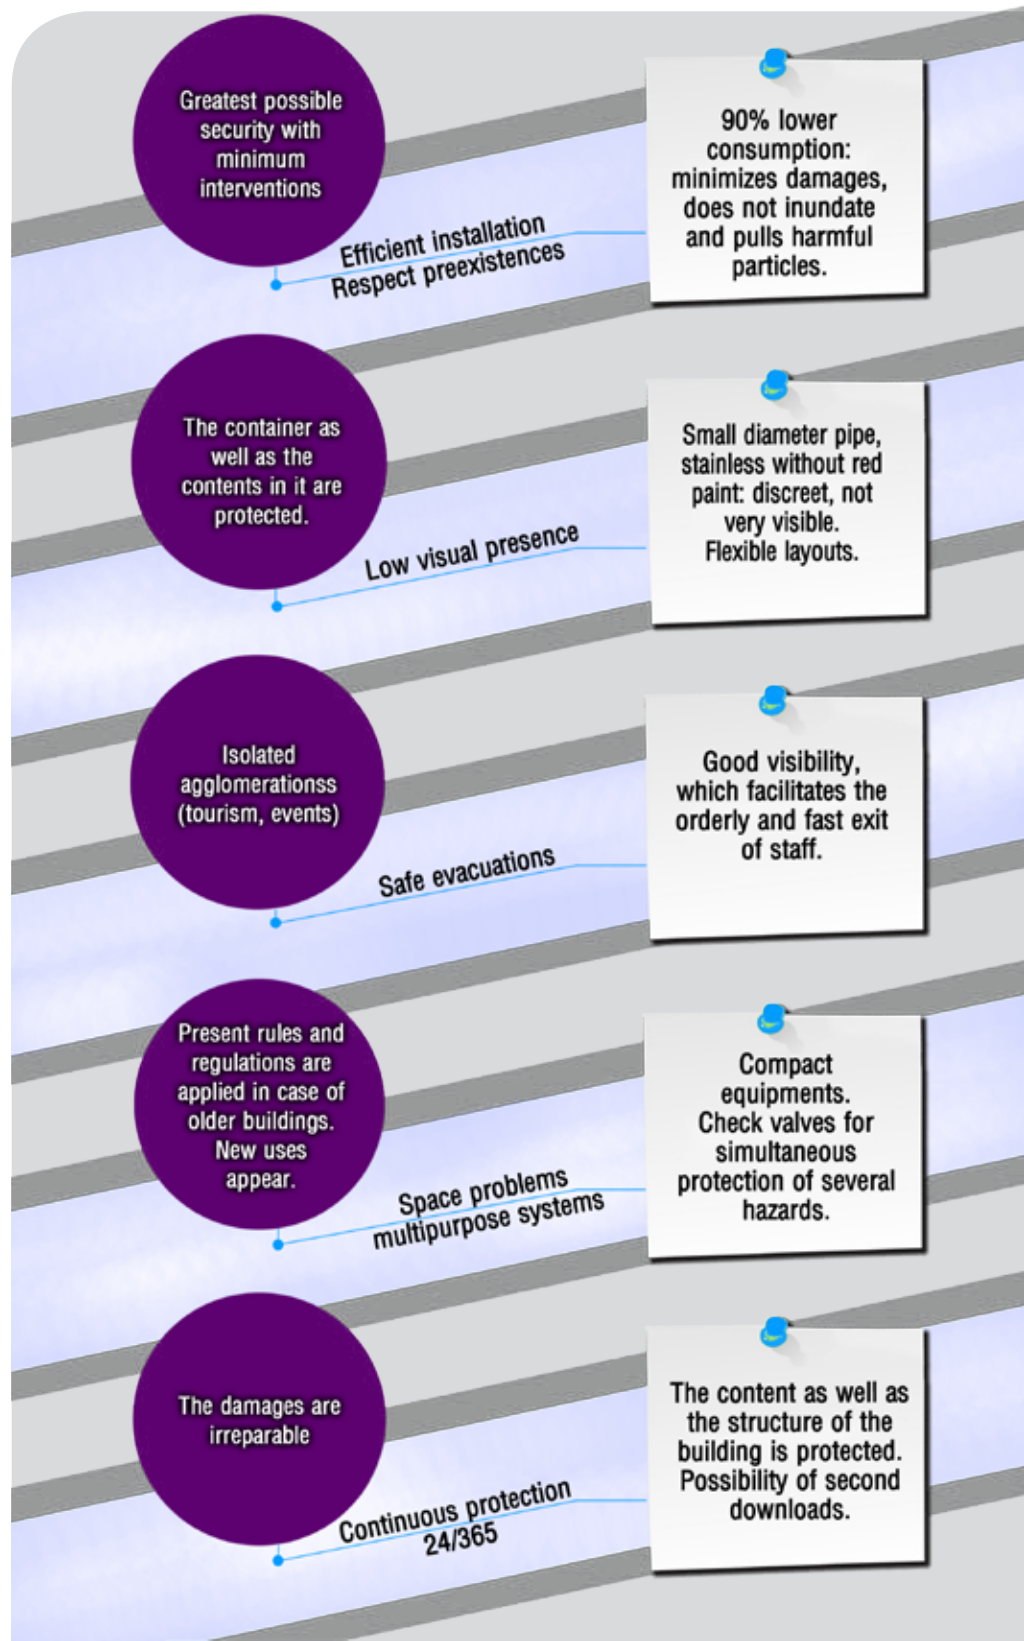 Greatest possible
security with
minimum
interventions
Efficient installation
Respect preexistences
90% lower
consumption:
minimizes damages,
does not inundate
and pulls harmful
particles.
The container as
well as the
contents in it are
protected.
Low visual presence
Small diameter pipe,
stainless without red
paint: discreet, not
very visible.
Flexible layouts.
Isolated
agglomerationss
(tourism, events)
Safe evacuations
Good visibility,
which facilitates the
orderly and fast exit
of staff.
Present rules and
regulations are
applied in case of
older buildings.
New uses
appear.
Space problems
multipurpose systems
Compact
equipments.
Check valves for
simultaneous
protection of several
hazards.
The damages are
irreparable
Continuous protection
24/365
The content as well as
the structure of the
building is protected.
Possibility of second
downloads.